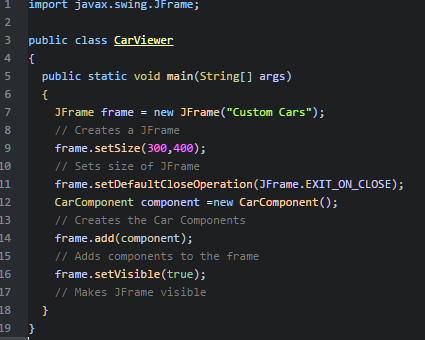 1 import javax.swing.JFrame;
2
3 public class CarViewer
4 {
5   public static void main(String[] args)
6   {
7     JFrame frame = new JFrame("Custom Cars");
8     // Creates a JFrame
9     frame.setSize(300,400);
10     // Sets size of JFrame
11     frame.setDefaultCloseOperation(JFrame.EXIT_ON_CLOSE);
12     CarComponent component =new CarComponent();
13     // Creates the Car Components
14     frame.add(component);
15     // Adds components to the frame
16     frame.setVisible(true);
17     // Makes JFrame visible
18   }
19 }